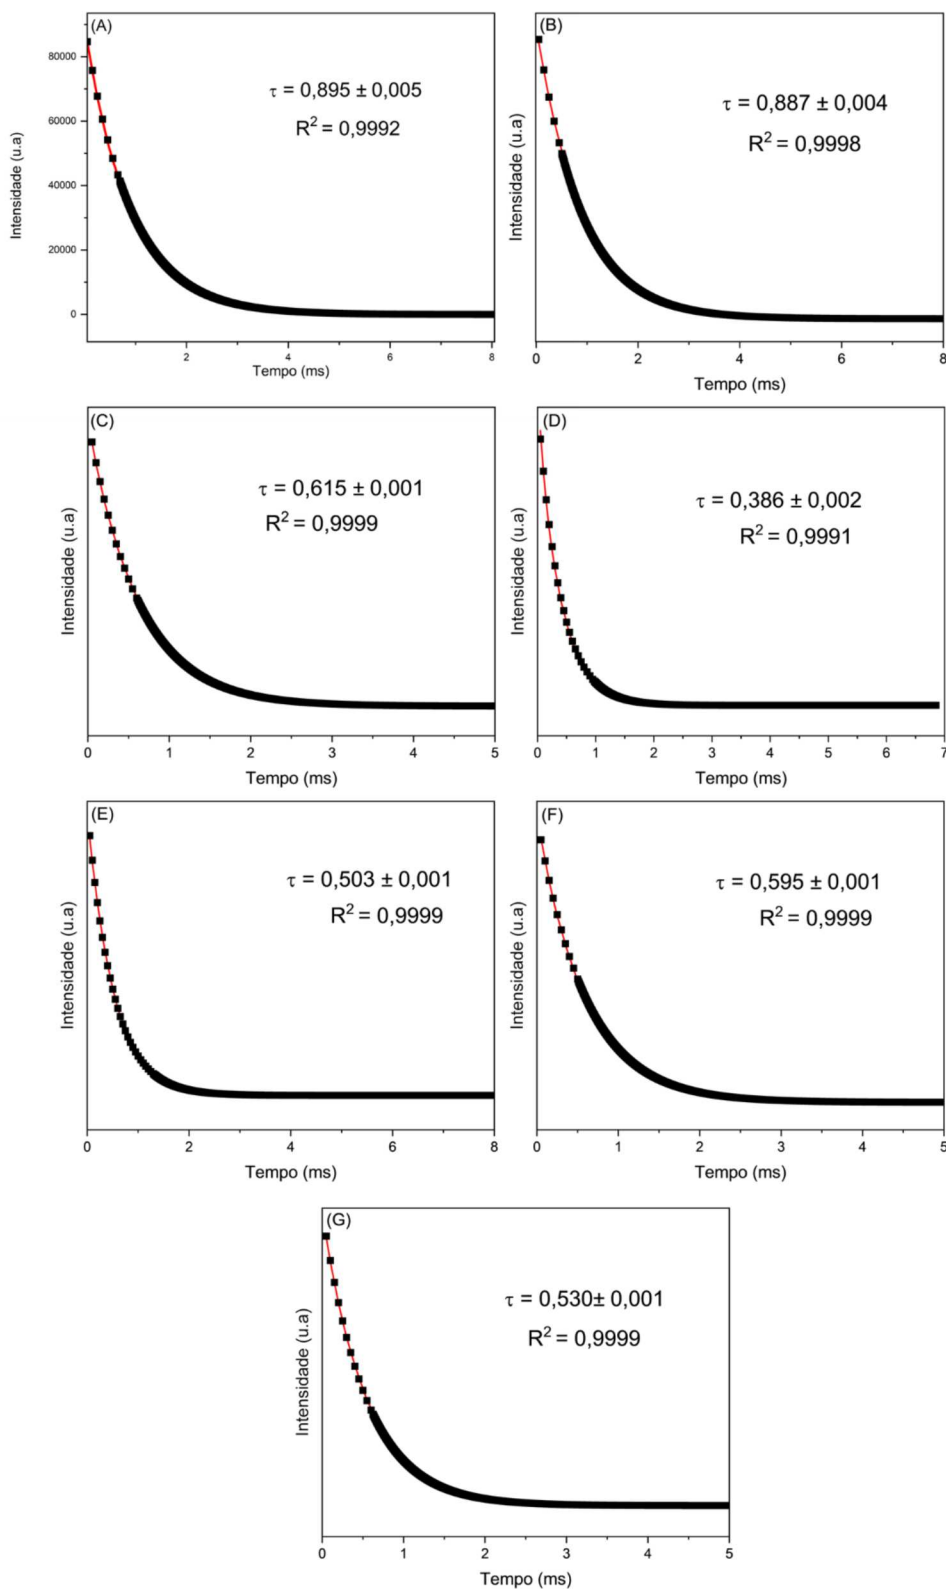 (A)
80000
60000
40000
20000
0
Intensidade (u.a)
τ = 0,895 ± 0,005
R² = 0,9992
2 4 6 8
Tempo (ms)
(B)
Intensidade (u.a)
τ = 0,887 ± 0,004
R² = 0,9998
0 2 4 6 8
Tempo (ms)
(C)
Intensidade (u.a)
τ = 0,615 ± 0,001
R² = 0,9999
0 1 2 3 4 5
Tempo (ms)
(D)
Intensidade (u.a)
τ = 0,386 ± 0,002
R² = 0,9991
0 1 2 3 4 5 6 7
Tempo (ms)
(E)
Intensidade (u.a)
τ = 0,503 ± 0,001
R² = 0,9999
0 2 4 6 8
Tempo (ms)
(F)
Intensidade (u.a)
τ = 0,595 ± 0,001
R² = 0,9999
0 1 2 3 4 5
Tempo (ms)
(G)
Intensidade (u.a)
τ = 0,530± 0,001
R² = 0,9999
0 1 2 3 4 5
Tempo (ms)